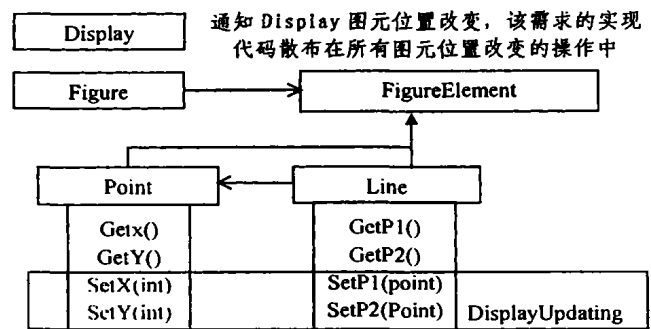 Display
通知 Display 图元位置改变，该需求的实现
代码散布在所有图元位置改变的操作中
Figure
FigureElement
Point
Line
Getx()
GetY()
SetX(int)
SetY(int)
GetP1()
GetP2()
SetP1(point)
SetP2(Point)
DisplayUpdating